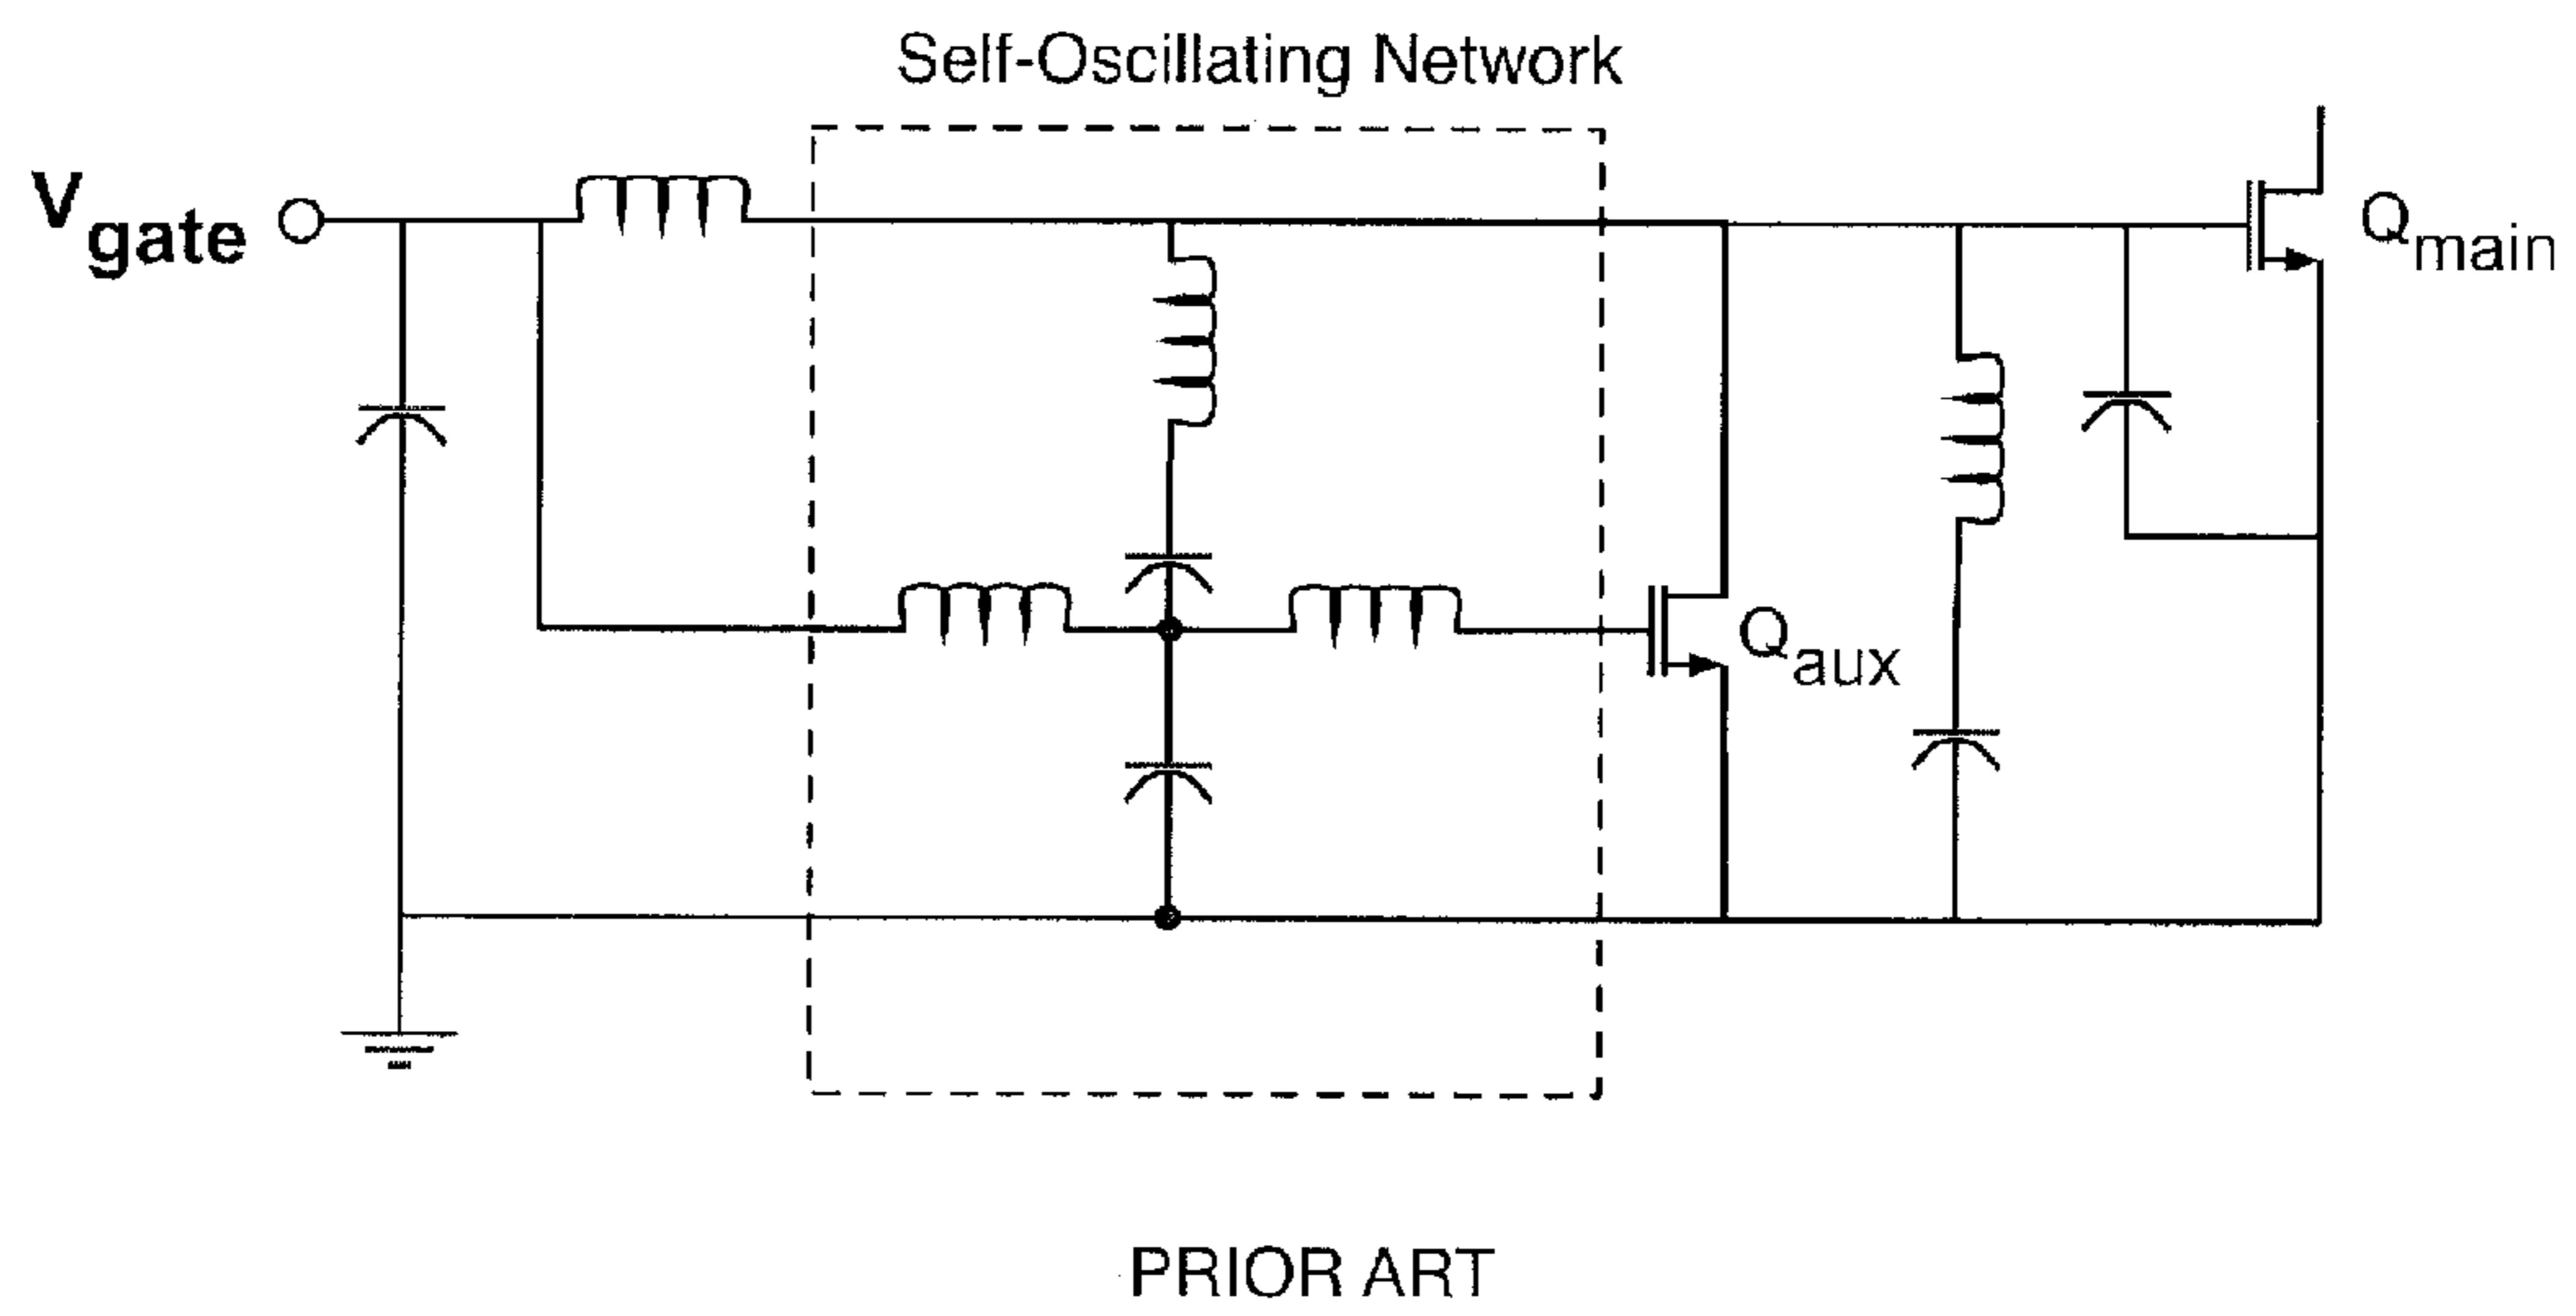 Self-Oscillating Network
Vgate
Qmain
Qaux
PRIOR ART